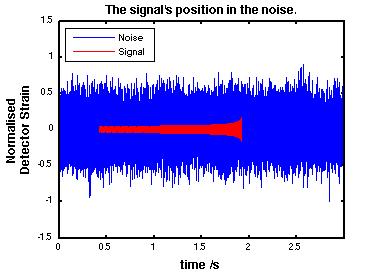 The signal's position in the noise.
Noise
Signal
Normalised
Detector Strain
1.5
1
0.5
0
-0.5
-1
-1.5
0 0.5 1 1.5 2 2.5
time /s